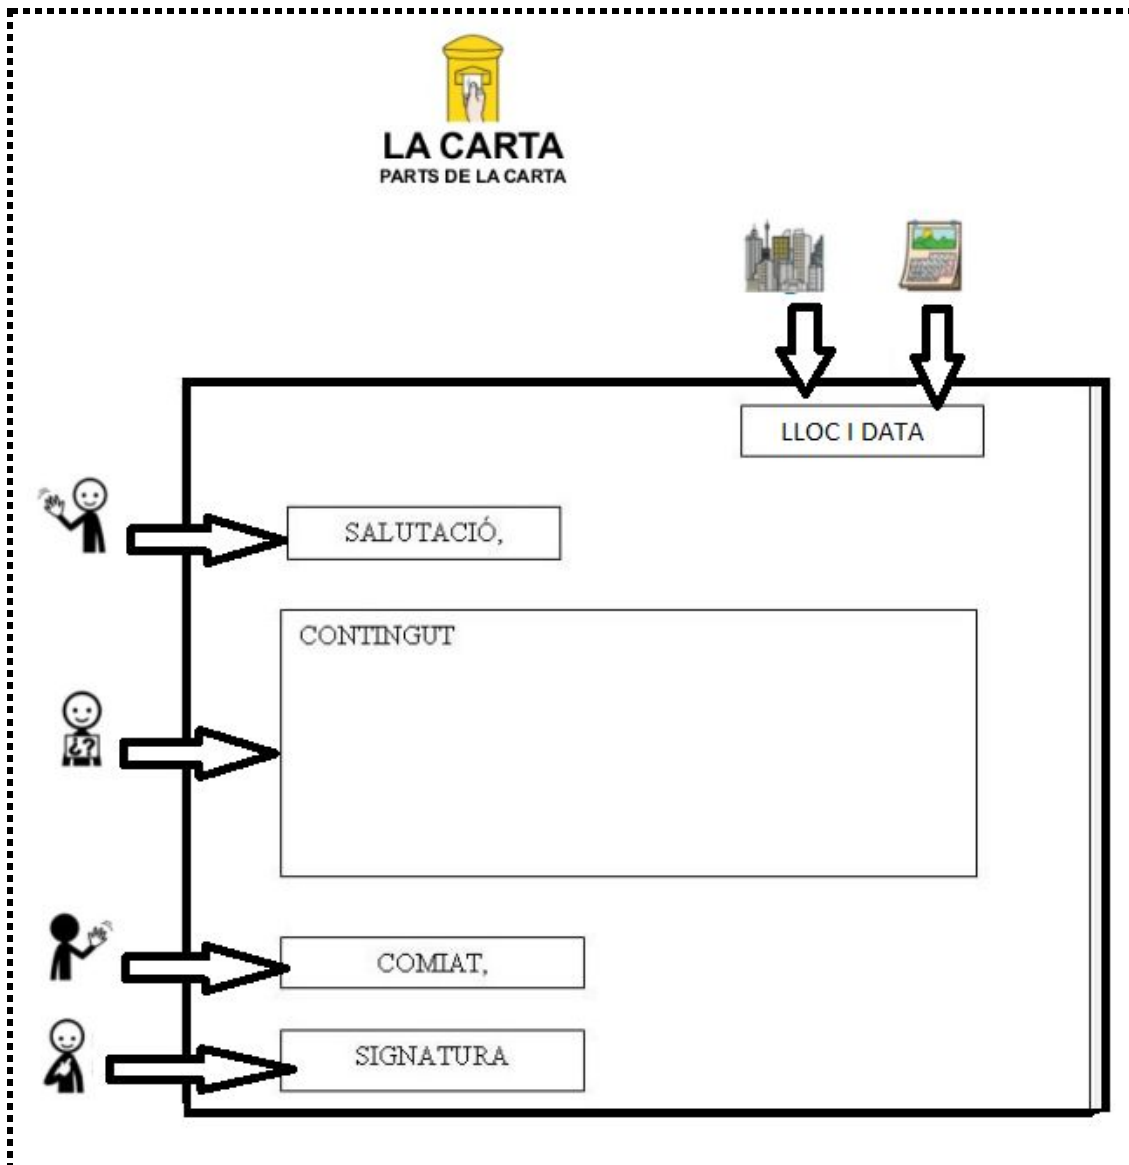 LA CARTA
PARTS DE LA CARTA
LLOC I DATA
SALUTACIÓ,
CONTINGUT
¿?
COMIAT,
SIGNATURA